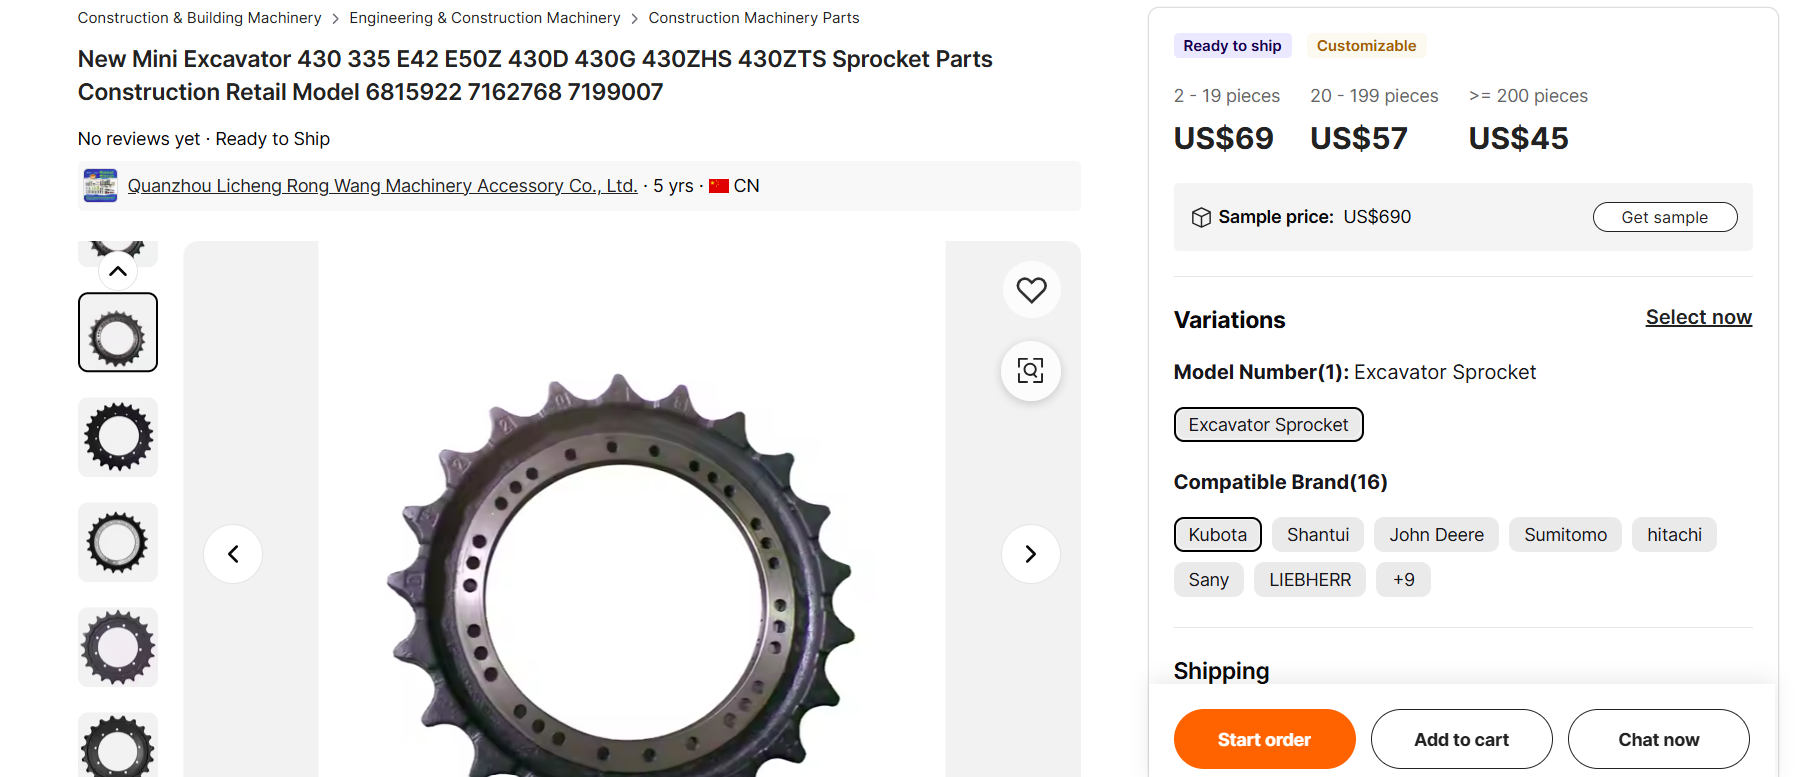 Construction & Building Machinery > Engineering & Construction Machinery > Construction Machinery Parts
New Mini Excavator 430 335 E42 E50Z 430D 430G 430ZHS 430ZTS Sprocket Parts
Construction Retail Model 6815922 7162768 7199007
No reviews yet · Ready to Ship
Quanzhou Licheng Rong Wang Machinery Accessory Co., Ltd. · 5 yrs · CN
Ready to ship
Customizable
2 - 19 pieces
US$69
20 - 199 pieces
US$57
>= 200 pieces
US$45
Sample price: US$690
Get sample
Variations
Select now
Model Number(1): Excavator Sprocket
Excavator Sprocket
Compatible Brand(16)
Kubota
Shantui
John Deere
Sumitomo
hitachi
Sany
LIEBHERR
+9
Shipping
Start order
Add to cart
Chat now